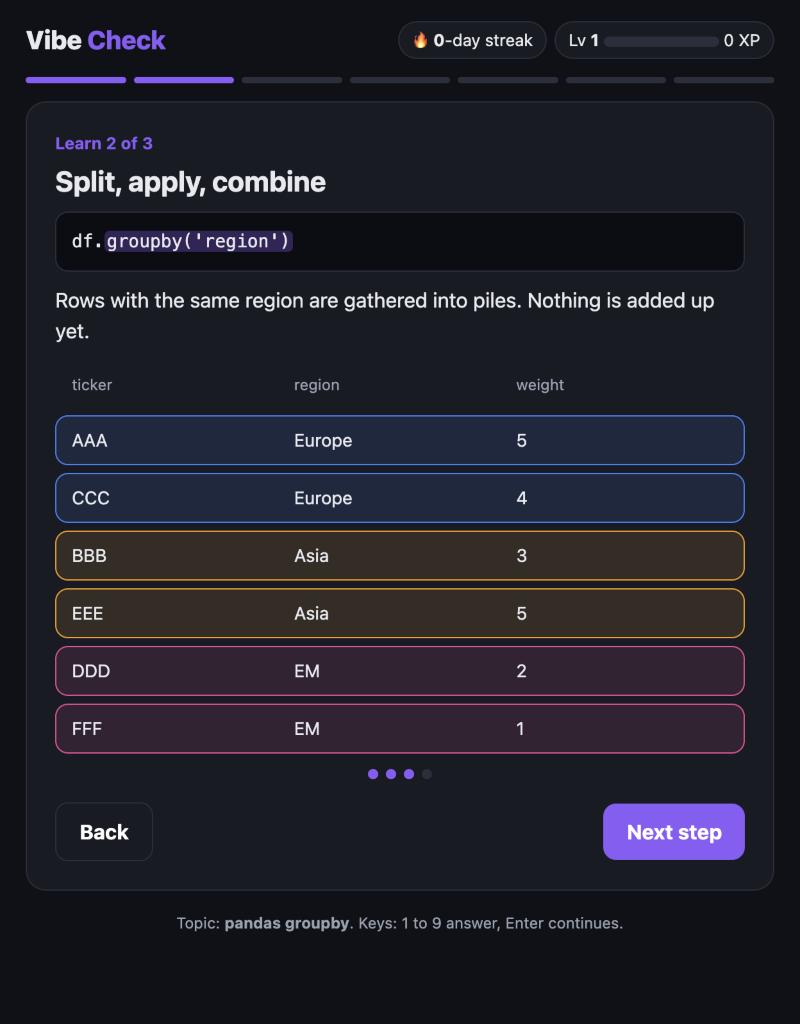 Vibe Check
🔥 0-day streak
Lv 1 0 XP
Learn 2 of 3
Split, apply, combine
df.groupby('region')
Rows with the same region are gathered into piles. Nothing is added up
yet.
ticker region weight
AAA Europe 5
CCC Europe 4
BBB Asia 3
EEE Asia 5
DDD EM 2
FFF EM 1
Back Next step
Topic: pandas groupby. Keys: 1 to 9 answer, Enter continues.